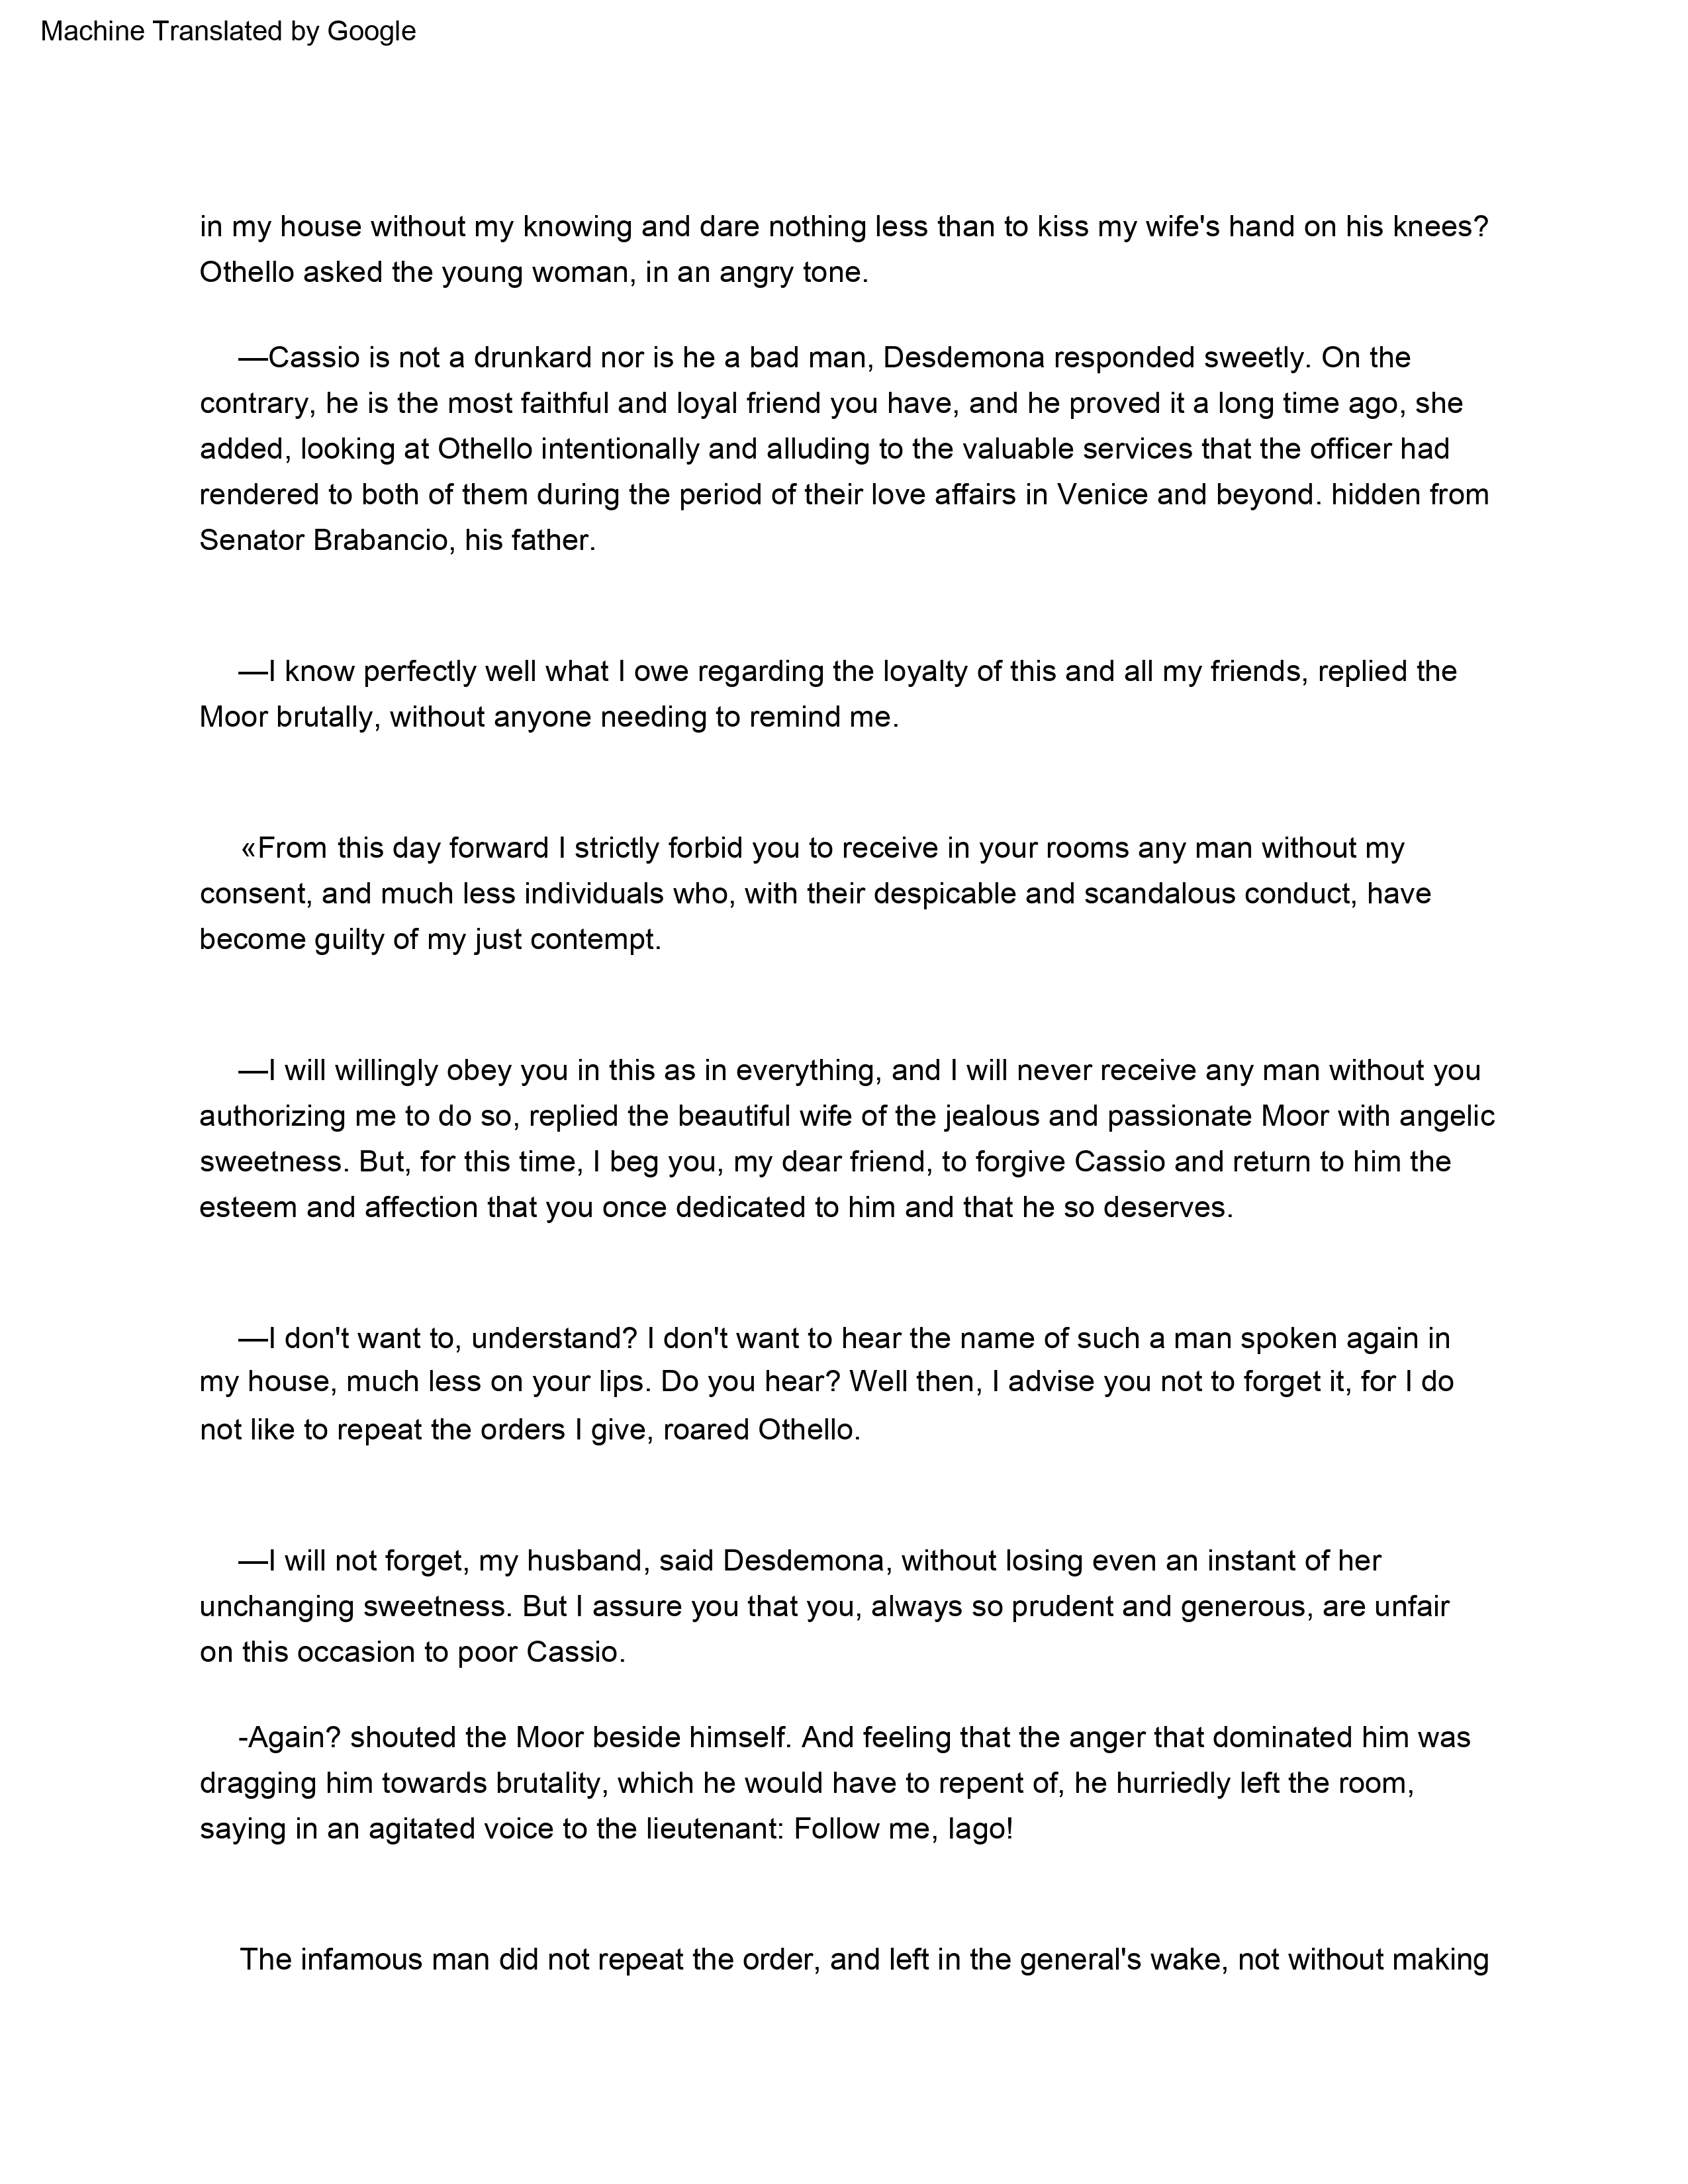 Machine Translated by Google
in my house without my knowing and dare nothing less than to kiss my wife's hand on his knees?
Othello asked the young woman, in an angry tone.
—Cassio is not a drunkard nor is he a bad man, Desdemona responded sweetly. On the
contrary, he is the most faithful and loyal friend you have, and he proved it a long time ago, she
added, looking at Othello intentionally and alluding to the valuable services that the officer had
rendered to both of them during the period of their love affairs in Venice and beyond. hidden from
Senator Brabancio, his father.
—I know perfectly well what I owe regarding the loyalty of this and all my friends, replied the
Moor brutally, without anyone needing to remind me.
«From this day forward I strictly forbid you to receive in your rooms any man without my
consent, and much less individuals who, with their despicable and scandalous conduct, have
become guilty of my just contempt.
—I will willingly obey you in this as in everything, and I will never receive any man without you
authorizing me to do so, replied the beautiful wife of the jealous and passionate Moor with angelic
sweetness. But, for this time, I beg you, my dear friend, to forgive Cassio and return to him the
esteem and affection that you once dedicated to him and that he so deserves.
—I don't want to, understand? I don't want to hear the name of such a man spoken again in
my house, much less on your lips. Do you hear? Well then, I advise you not to forget it, for I do
not like to repeat the orders I give, roared Othello.
—I will not forget, my husband, said Desdemona, without losing even an instant of her
unchanging sweetness. But I assure you that you, always so prudent and generous, are unfair
on this occasion to poor Cassio.
-Again? shouted the Moor beside himself. And feeling that the anger that dominated him was
dragging him towards brutality, which he would have to repent of, he hurriedly left the room,
saying in an agitated voice to the lieutenant: Follow me, Iago!
The infamous man did not repeat the order, and left in the general's wake, not without making